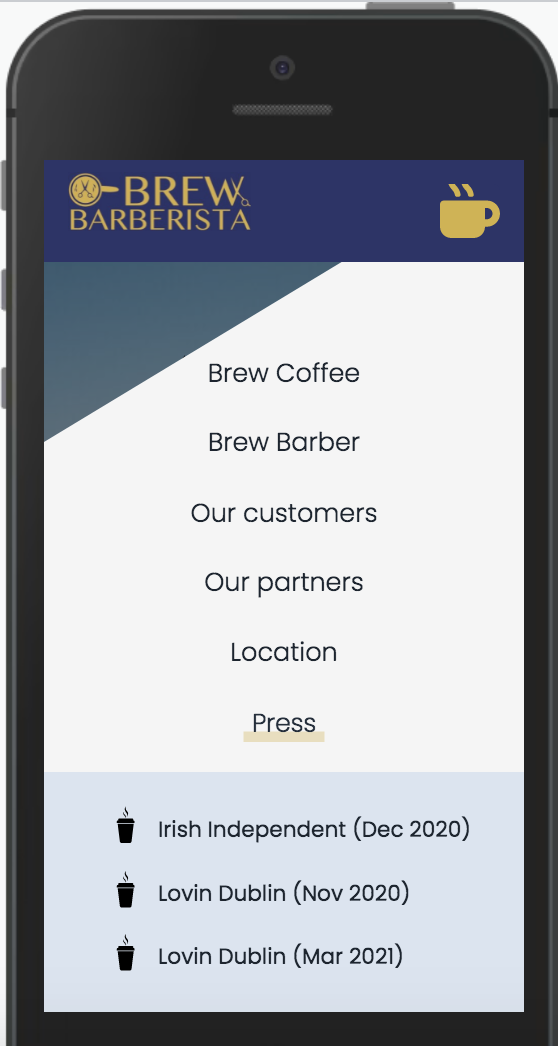 BREW
BARBERISTA
Brew Coffee
Brew Barber
Our customers
Our partners
Location
Press
Irish Independent (Dec 2020)
Lovin Dublin (Nov 2020)
Lovin Dublin (Mar 2021)